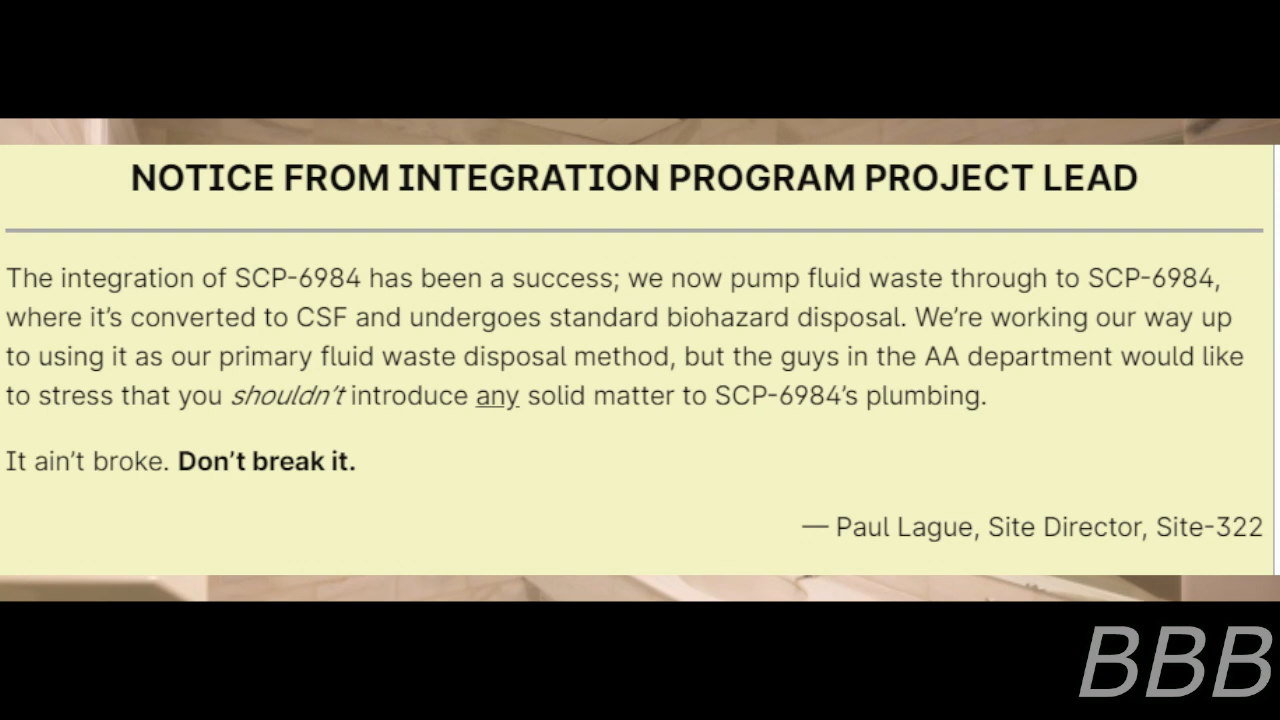 NOTICE FROM INTEGRATION PROGRAM PROJECT LEAD
The integration of SCP-6984 has been a success; we now pump fluid waste through to SCP-6984,
where it’s converted to CSF and undergoes standard biohazard disposal. We’re working our way up
to using it as our primary fluid waste disposal method, but the guys in the AA department would like
to stress that you shouldn’t introduce any solid matter to SCP-6984’s plumbing.
It ain’t broke. Don’t break it.
— Paul Lague, Site Director, Site-322
BBB